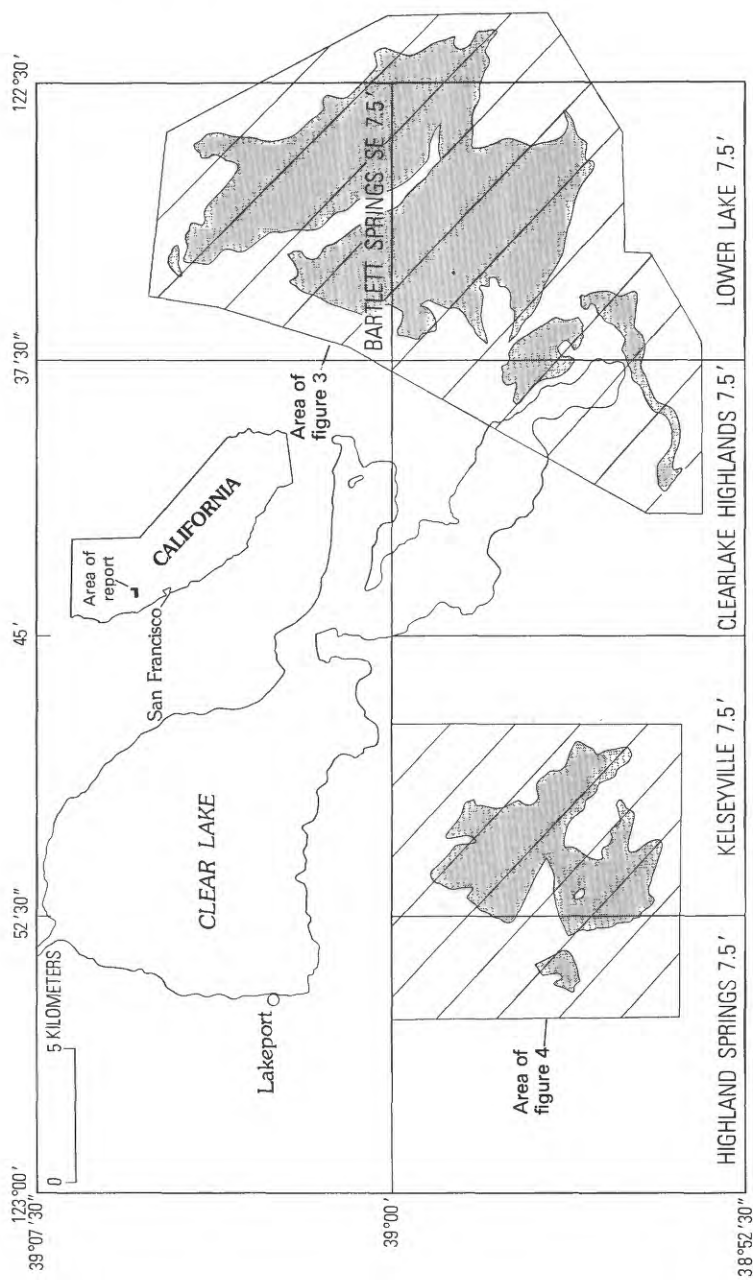 123°00'
52'30"
45'
37'30"
122°30'
39°07'30"
0
5 KILOMETERS
Area of
report
CALIFORNIA
San Francisco
CLEAR LAKE
Lakeport
Area of
figure 3
BARTLETT SPRINGS SE 7.5'
39°00'
Area of
figure 4
HIGHLAND SPRINGS 7.5'
KELSEYVILLE 7.5'
CLEARLAKE HIGHLANDS 7.5'
LOWER LAKE 7.5'
38°52'30"